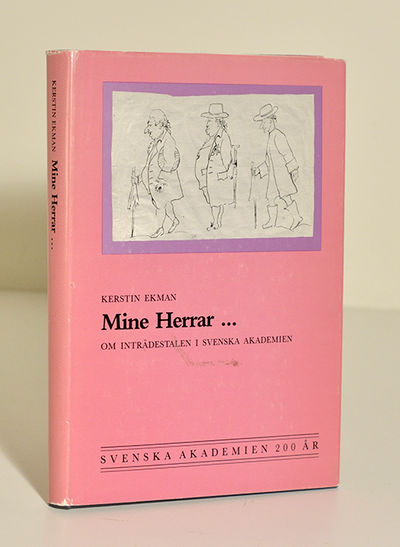 KERSTIN EKMAN Mine Herrar ...
KERSTIN EKMAN
Mine Herrar ...
OM INTRÄDESTALEN I SVENSKA AKADEMIEN
SVENSKA AKADEMIEN 200 ÅR